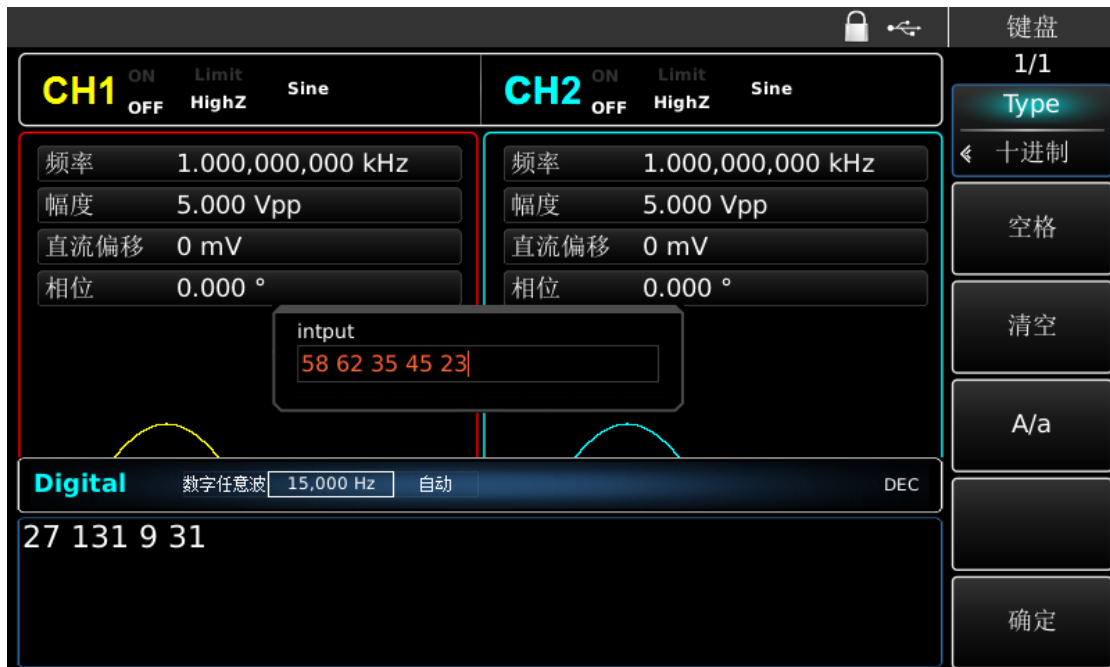 键盘
1/1
CH1 ON OFF Limit HighZ Sine
CH2 ON OFF Limit HighZ Sine
Type
十进制
频率 1.000,000,000 kHz
幅度 5.000 Vpp
直流偏移 0 mV
相位 0.000 °
频率 1.000,000,000 kHz
幅度 5.000 Vpp
直流偏移 0 mV
相位 0.000 °
空格
清空
intput
58 62 35 45 23
A/a
Digital 数字任意波 15,000 Hz 自动 DEC
27 131 9 31
确定